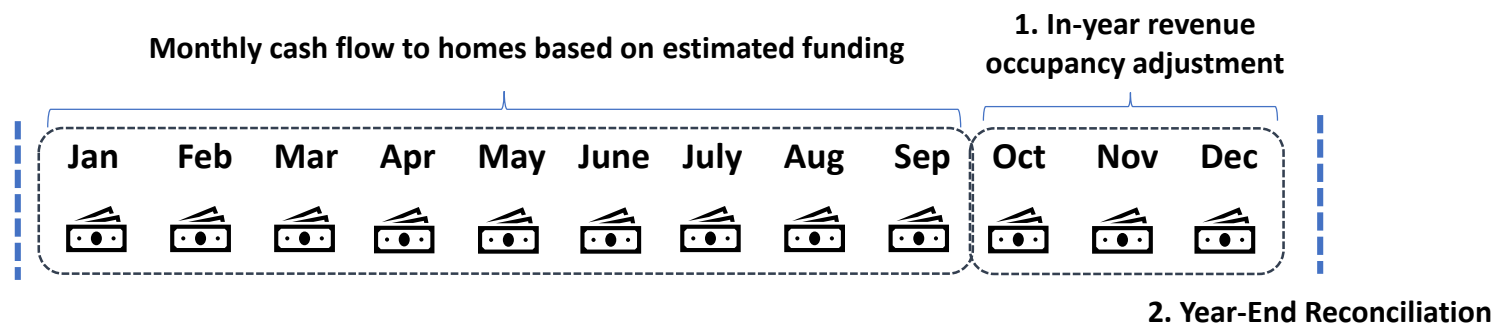 1. In-year revenue
occupancy adjustment
Monthly cash flow to homes based on estimated funding
Jan Feb Mar Apr May June July Aug Sep Oct Nov Dec
2. Year-End Reconciliation